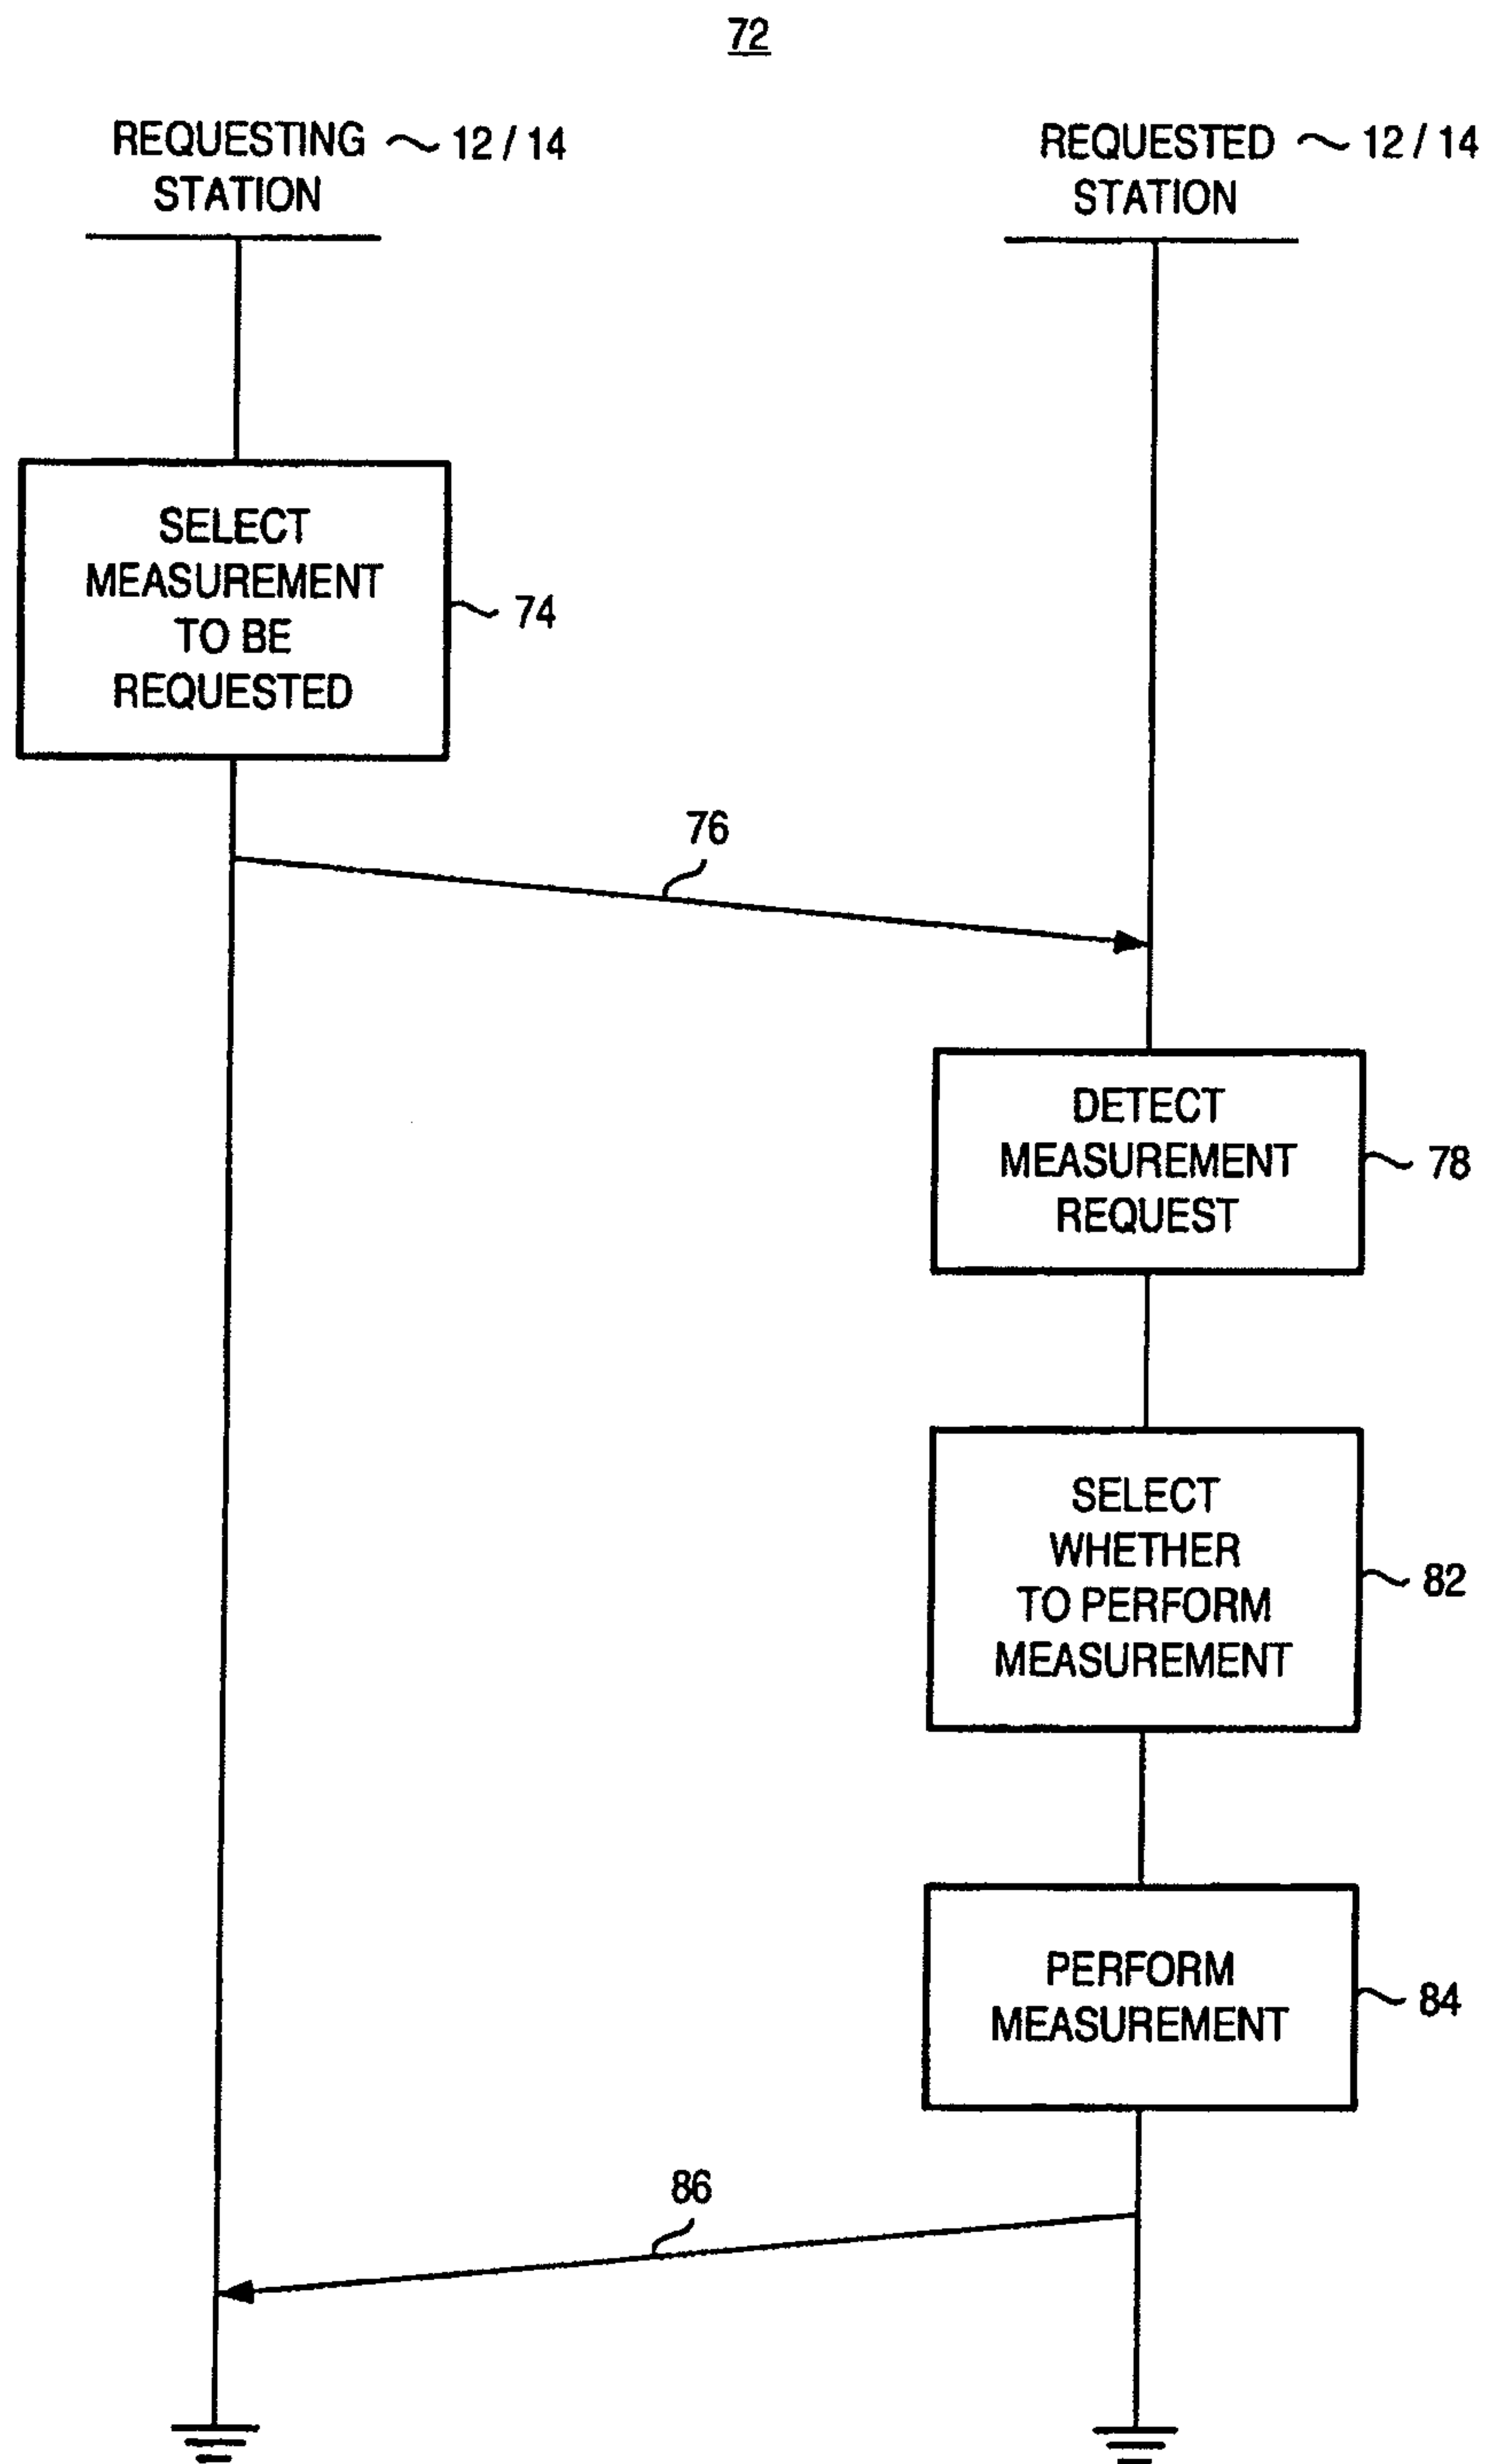 72
REQUESTING 12 / 14
STATION
REQUESTED 12 / 14
STATION
SELECT
MEASUREMENT
TO BE
REQUESTED
74
76
DETECT
MEASUREMENT
REQUEST
78
SELECT
WHETHER
TO PERFORM
MEASUREMENT
82
PERFORM
MEASUREMENT
84
86